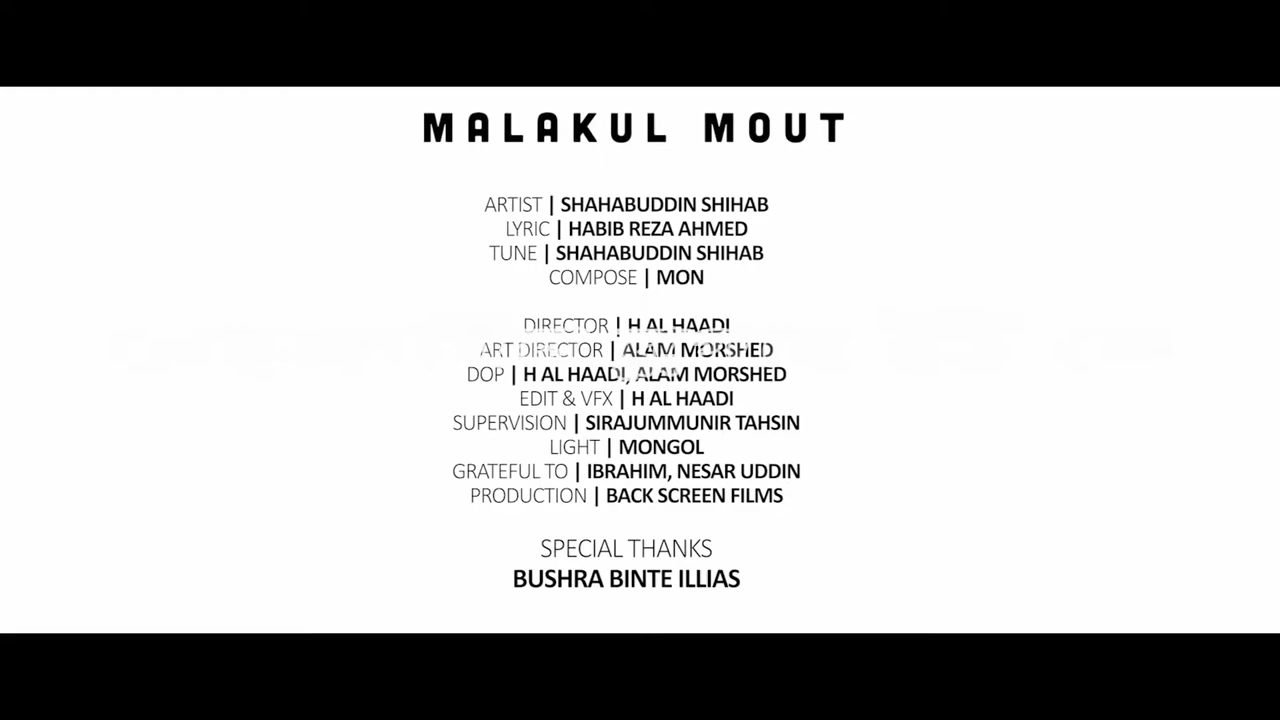 MALAKUL MOUT
ARTIST | SHAHABUDDIN SHIHAB
LYRIC | HABIB REZA AHMED
TUNE | SHAHABUDDIN SHIHAB
COMPOSE | MON
DIRECTOR | H AL HAADI
ART DIRECTOR | ALAM MORSHED
DOP | H AL HAADI, ALAM MORSHED
EDIT & VFX | H AL HAADI
SUPERVISION | SIRAJUMMUNIR TAHSIN
LIGHT | MONGOL
GRATEFUL TO | IBRAHIM, NESAR UDDIN
PRODUCTION | BACK SCREEN FILMS
SPECIAL THANKS
BUSHRA BINTE ILLIAS